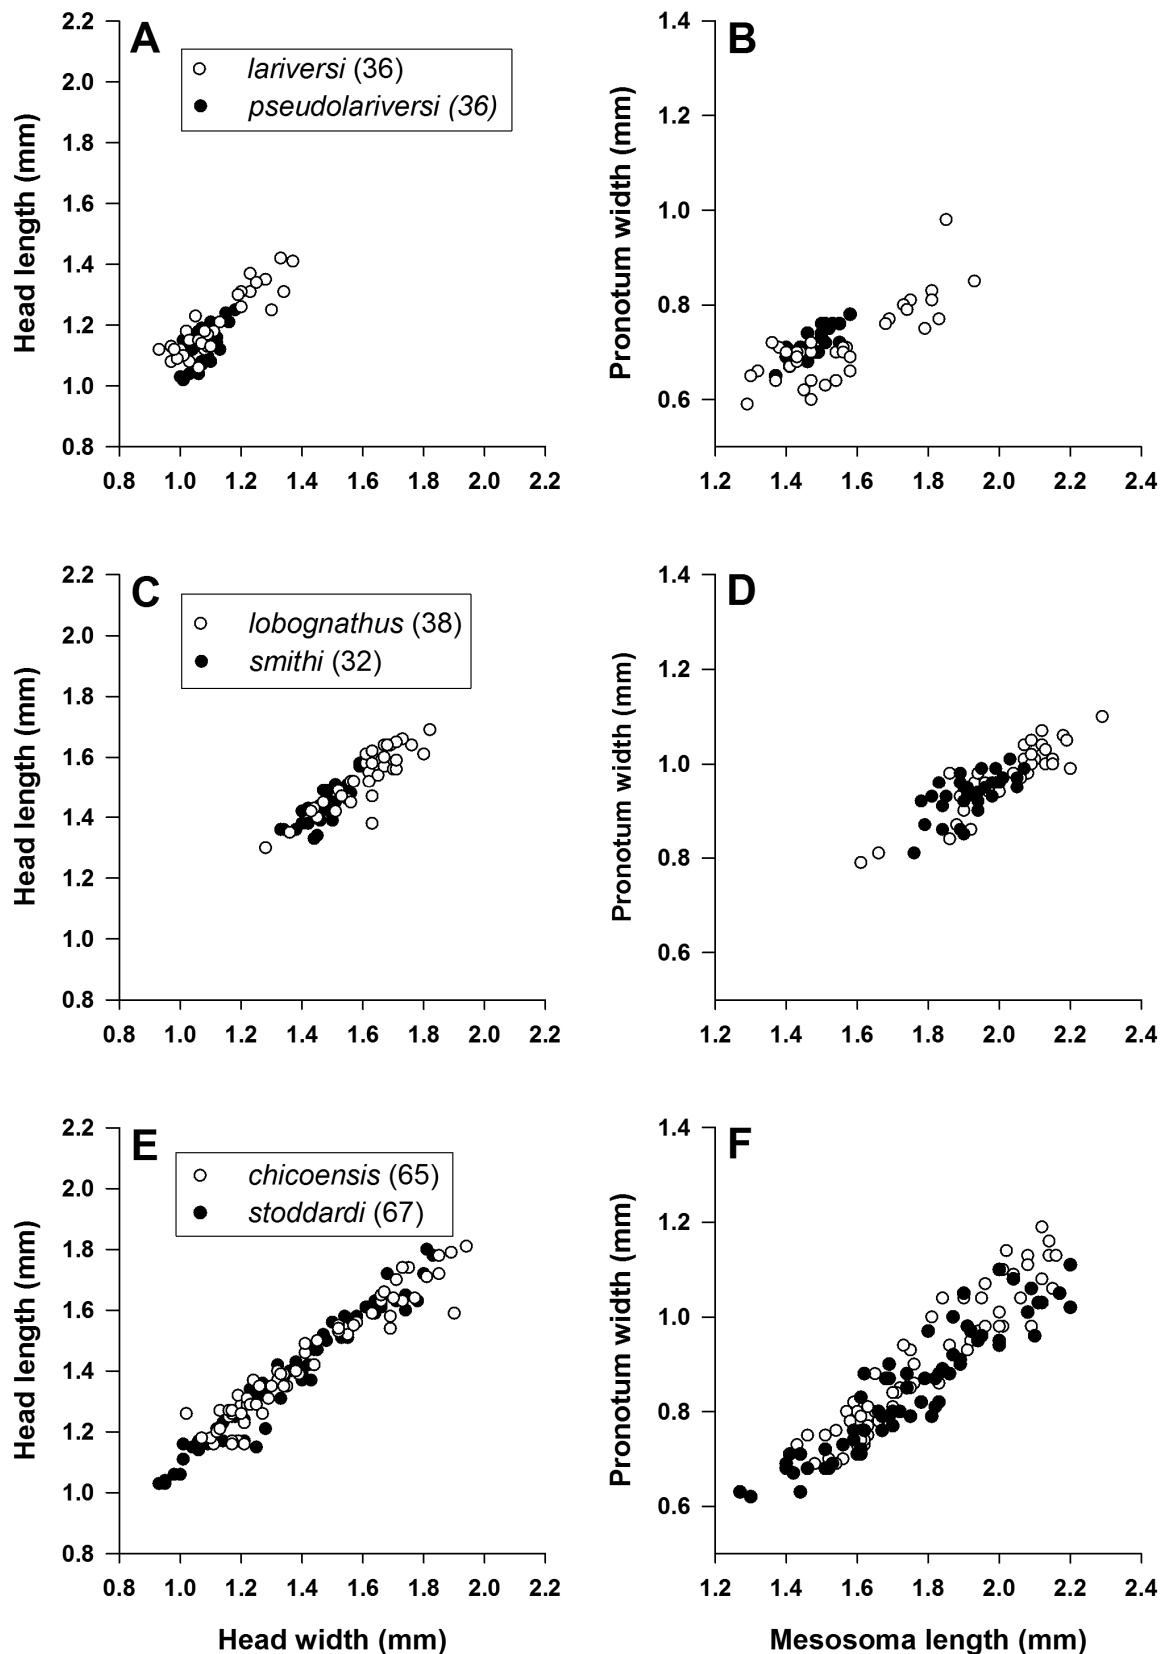 A
lariversi (36)
pseudolariversi (36)
Head length (mm)
2.2
2.0
1.8
1.6
1.4
1.2
1.0
0.8
0.8 1.0 1.2 1.4 1.6 1.8 2.0 2.2
B
Pronotum width (mm)
1.4
1.2
1.0
0.8
0.6
1.2 1.4 1.6 1.8 2.0 2.2 2.4
C
lobognathus (38)
smithi (32)
Head length (mm)
2.2
2.0
1.8
1.6
1.4
1.2
1.0
0.8
0.8 1.0 1.2 1.4 1.6 1.8 2.0 2.2
D
Pronotum width (mm)
1.4
1.2
1.0
0.8
0.6
1.2 1.4 1.6 1.8 2.0 2.2 2.4
E
chicoensis (65)
stoddardi (67)
Head length (mm)
2.2
2.0
1.8
1.6
1.4
1.2
1.0
0.8
0.8 1.0 1.2 1.4 1.6 1.8 2.0 2.2
Head width (mm)
F
Pronotum width (mm)
1.4
1.2
1.0
0.8
0.6
1.2 1.4 1.6 1.8 2.0 2.2 2.4
Mesosoma length (mm)